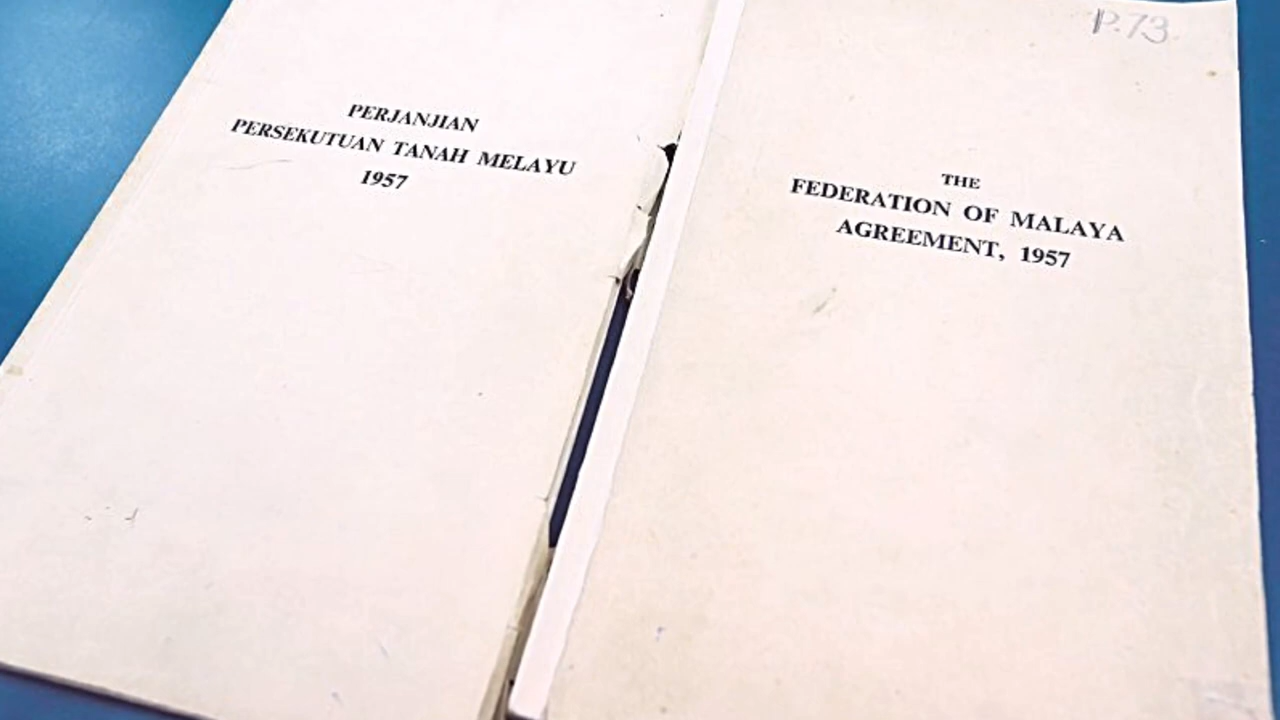 PERJANJIAN
PERSEKUTUAN TANAH MELAYU
1957
P.73.
THE
FEDERATION OF MALAYA
AGREEMENT, 1957